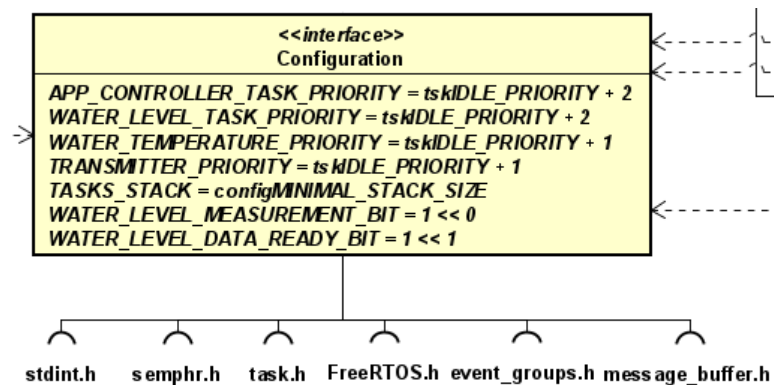 <<interface>>
Configuration
APP_CONTROLLER_TASK_PRIORITY = tskIDLE_PRIORITY + 2
WATER_LEVEL_TASK_PRIORITY = tskIDLE_PRIORITY + 2
WATER_TEMPERATURE_PRIORITY = tskIDLE_PRIORITY + 1
TRANSMITTER_PRIORITY = tskIDLE_PRIORITY + 1
TASKS_STACK = configMINIMAL_STACK_SIZE
WATER_LEVEL_MEASUREMENT_BIT = 1 << 0
WATER_LEVEL_DATA_READY_BIT = 1 << 1
stdint.h semphr.h task.h FreeRTOS.h event_groups.h message_buffer.h